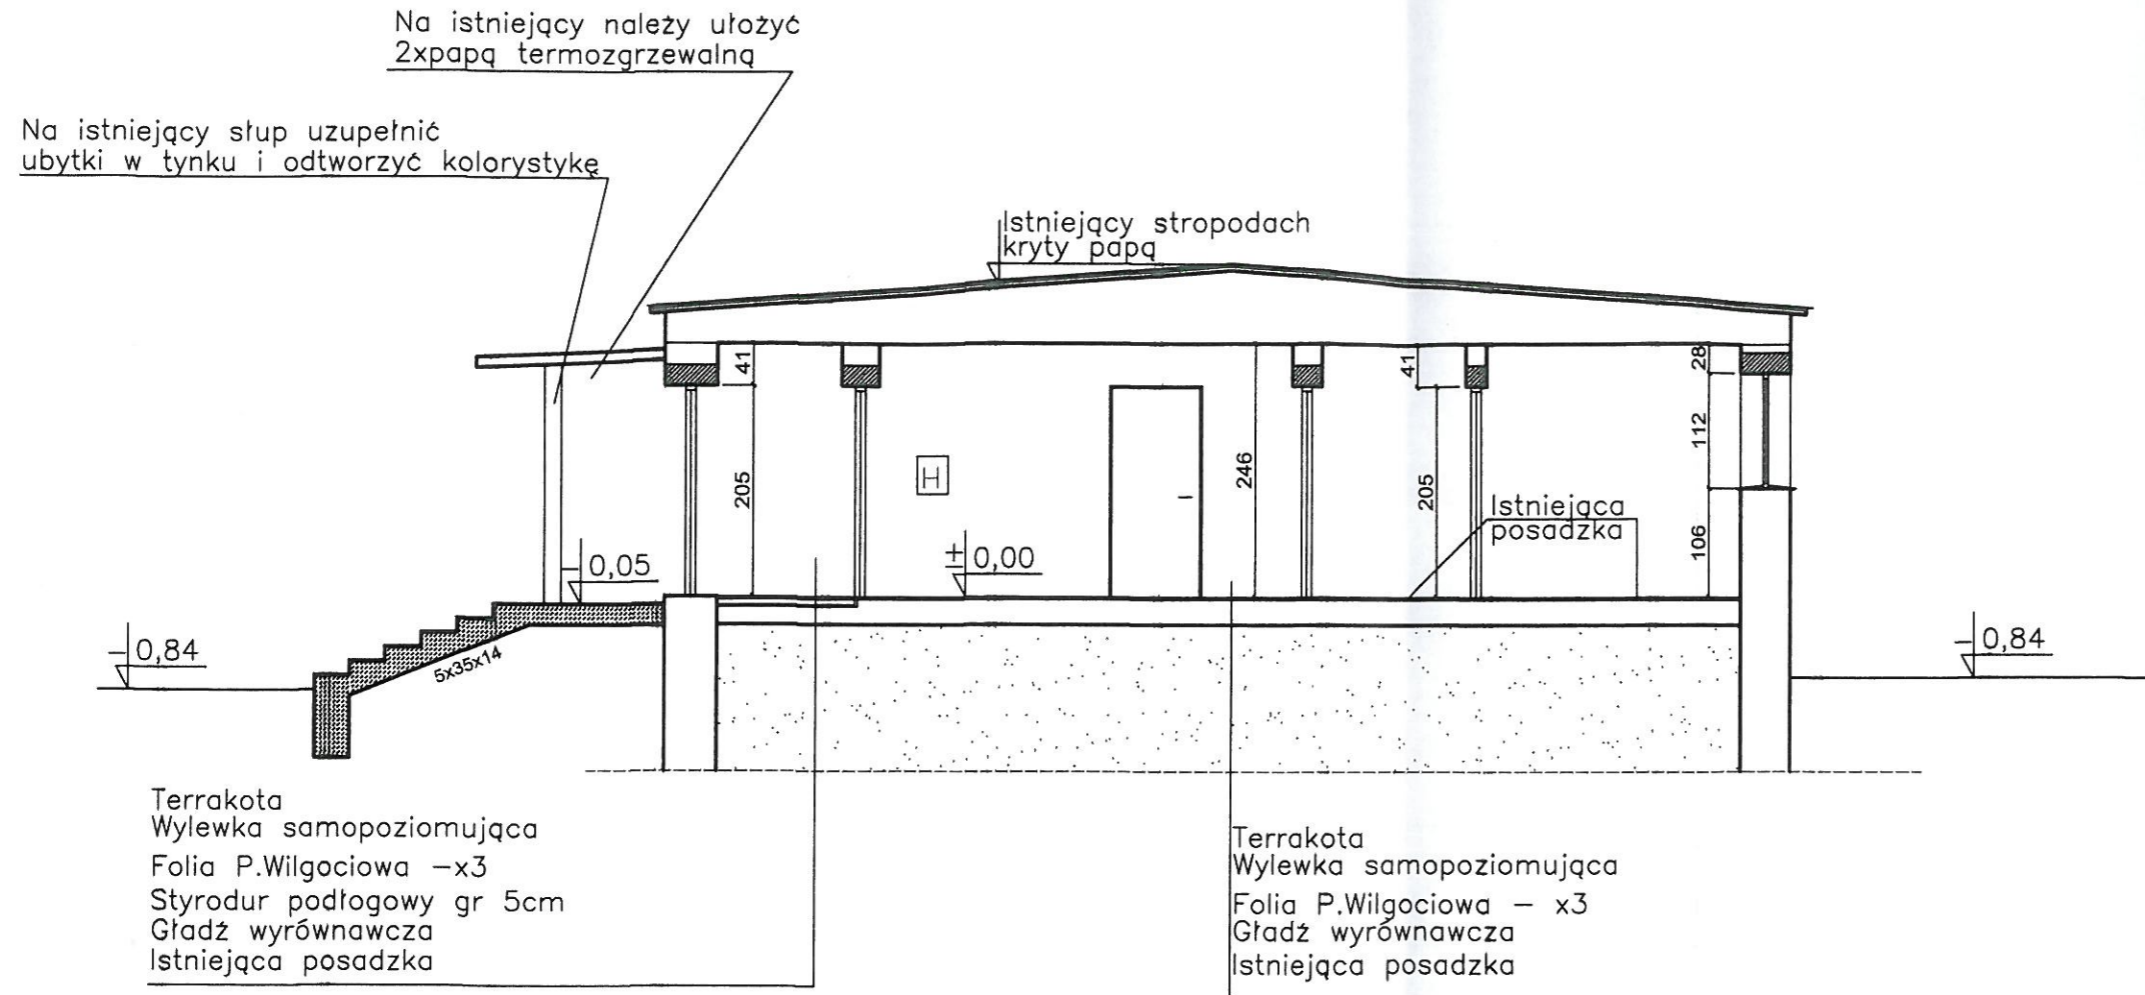 Na istniejący należy ułożyć
2xpapą termozgrzewalną
Na istniejący słup uzupełnić
ubytki w tynku i odtworzyć kolorystykę
Istniejący stropodach
kryty papą
41
41
28
112
H
205
246
205
Istniejąca
posadzka
106
-0,05
±0,00
-0,84
-0,84
5x35x14
Terrakota
Wylewka samopoziomująca
Folia P.Wilgociowa -x3
Styrodur podłogowy gr 5cm
Gładź wyrównawcza
Istniejąca posadzka
Terrakota
Wylewka samopoziomująca
Folia P.Wilgociowa - x3
Gładź wyrównawcza
Istniejąca posadzka